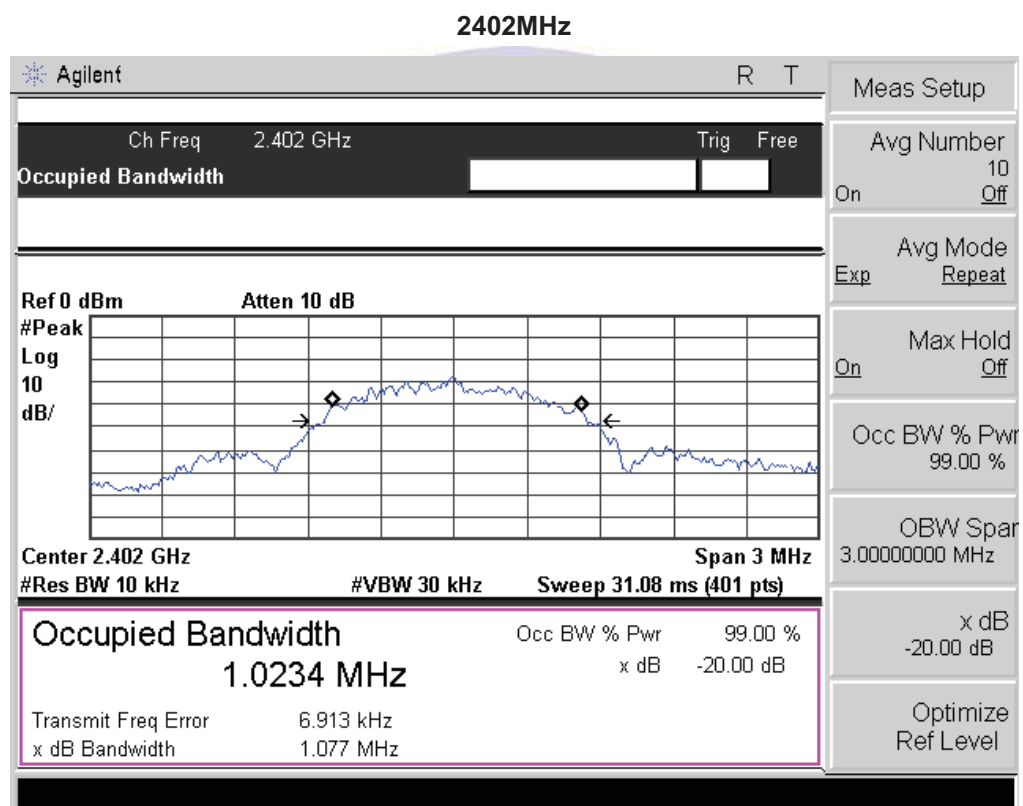 2402MHz
Agilent R T
Ch Freq 2.402 GHz Trig Free
Occupied Bandwidth
Ref 0 dBm Atten 10 dB
#Peak
Log
10
dB/
Center 2.402 GHz Span 3 MHz
#Res BW 10 kHz #VBW 30 kHz Sweep 31.08 ms (401 pts)
Occupied Bandwidth Occ BW % Pwr 99.00 %
1.0234 MHz x dB -20.00 dB
Transmit Freq Error 6.913 kHz
x dB Bandwidth 1.077 MHz
Meas Setup
Avg Number
10
On Off
Avg Mode
Exp Repeat
Max Hold
On Off
Occ BW % Pwr
99.00 %
OBW Span
3.00000000 MHz
x dB
-20.00 dB
Optimize
Ref Level